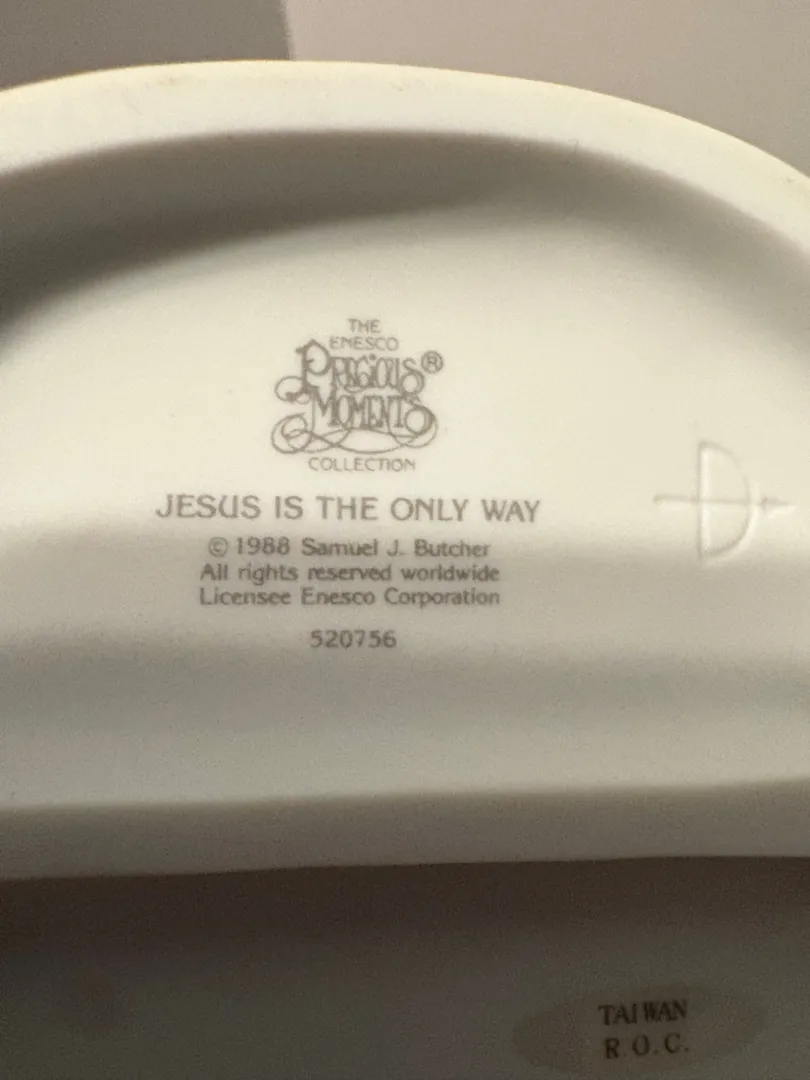 THE
ENESCO
PRECIOUS®
MOMENTS
COLLECTION
JESUS IS THE ONLY WAY
© 1988 Samuel J. Butcher
All rights reserved worldwide
Licensee Enesco Corporation
520756
TAIWAN
R.O.C.